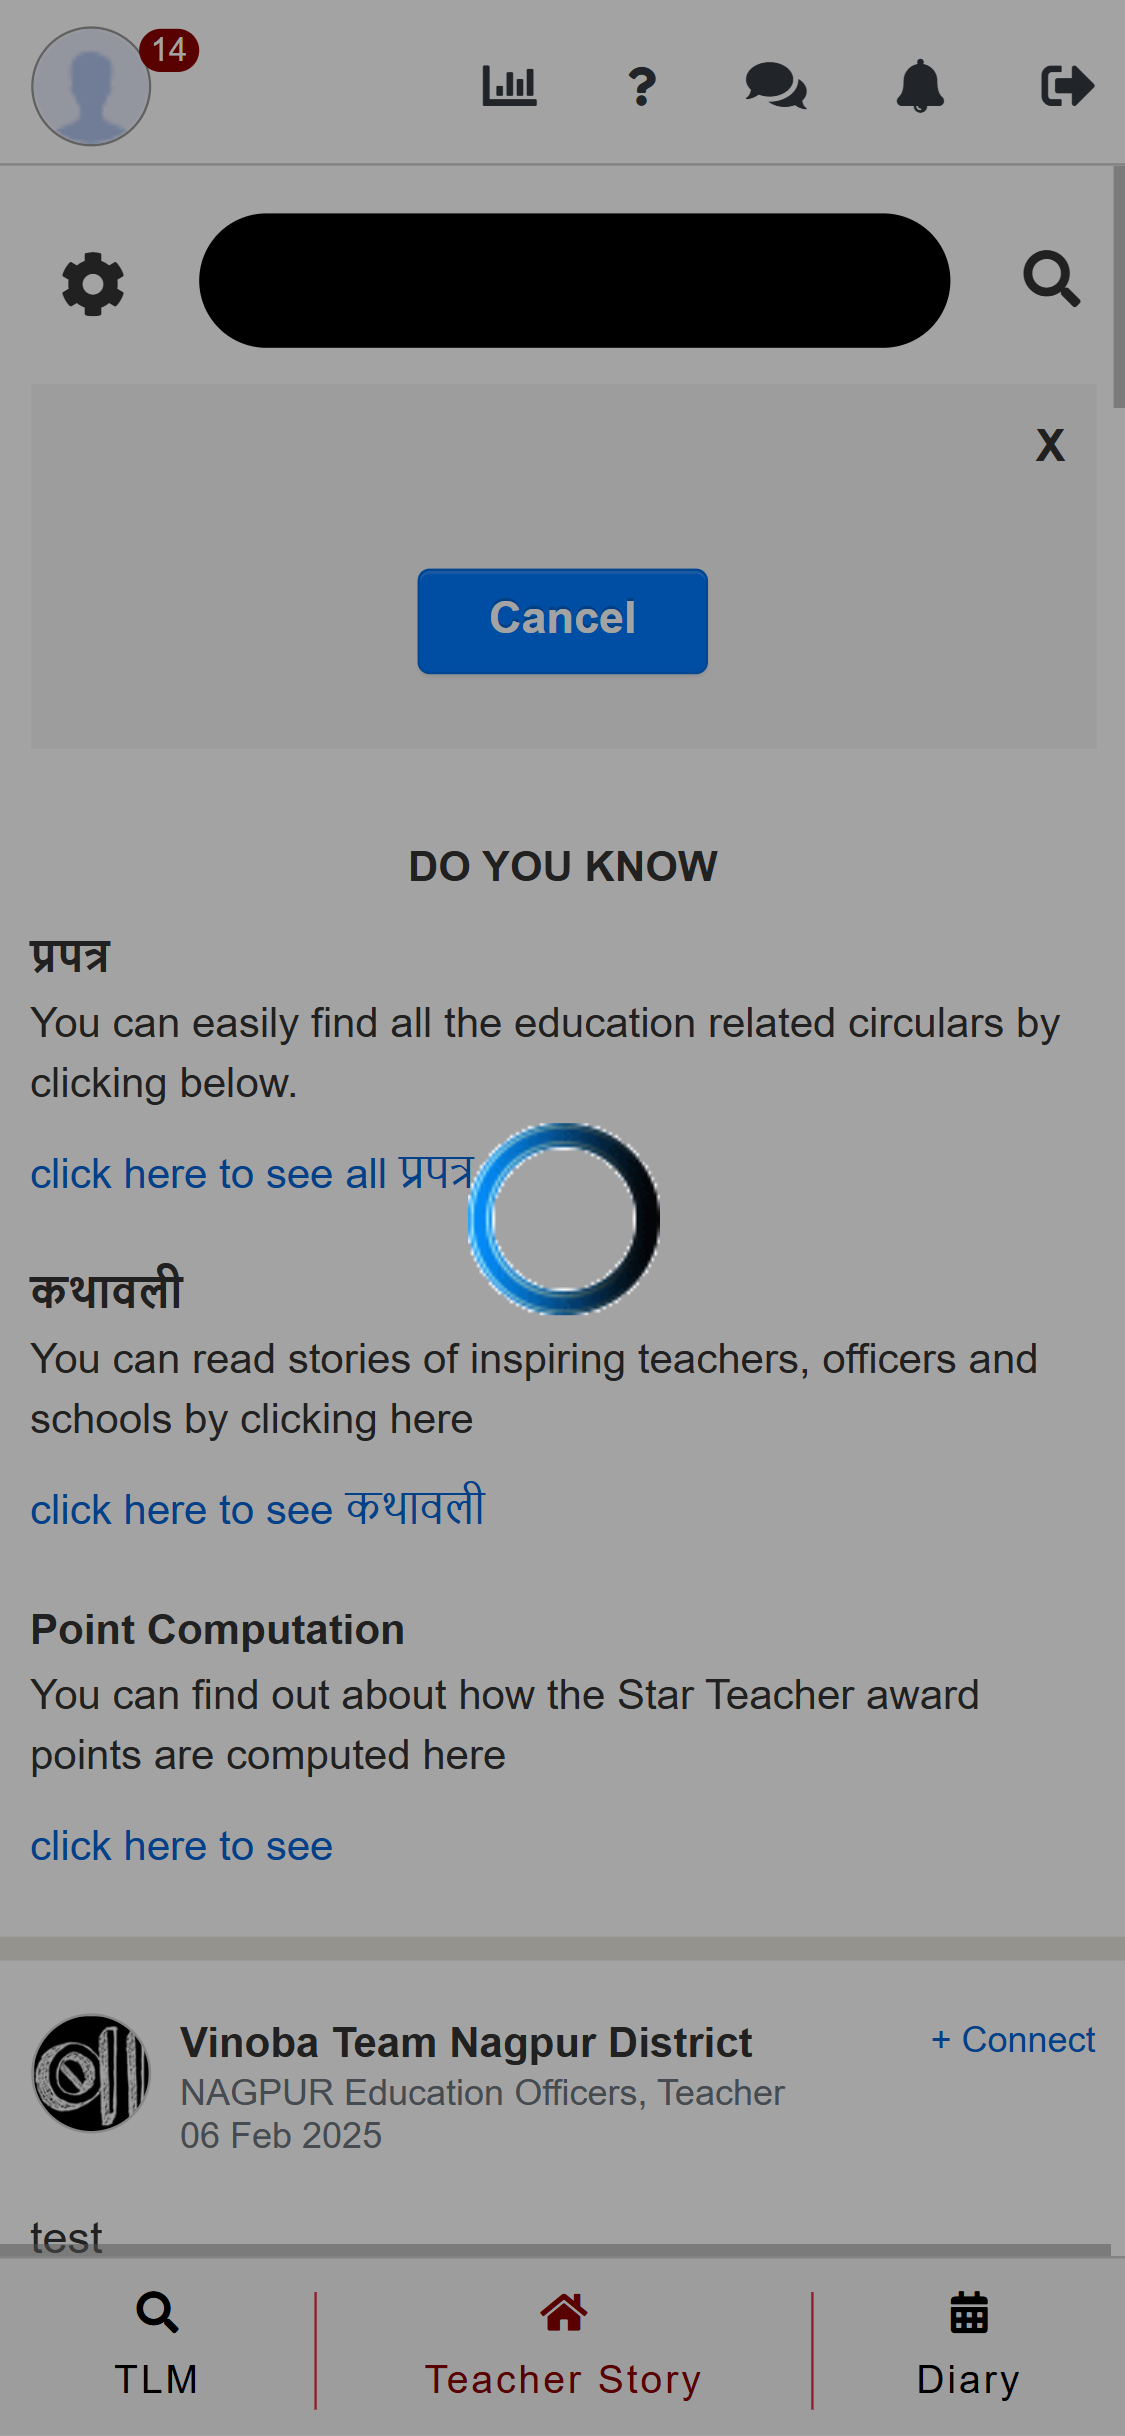 14
X
Cancel
DO YOU KNOW
प्रपत्र
You can easily find all the education related circulars by
clicking below.
click here to see all प्रपत्र
कथावली
You can read stories of inspiring teachers, officers and
schools by clicking here
click here to see कथावली
Point Computation
You can find out about how the Star Teacher award
points are computed here
click here to see
Vinoba Team Nagpur District
+ Connect
NAGPUR Education Officers, Teacher
06 Feb 2025
test
TLM
Teacher Story
Diary